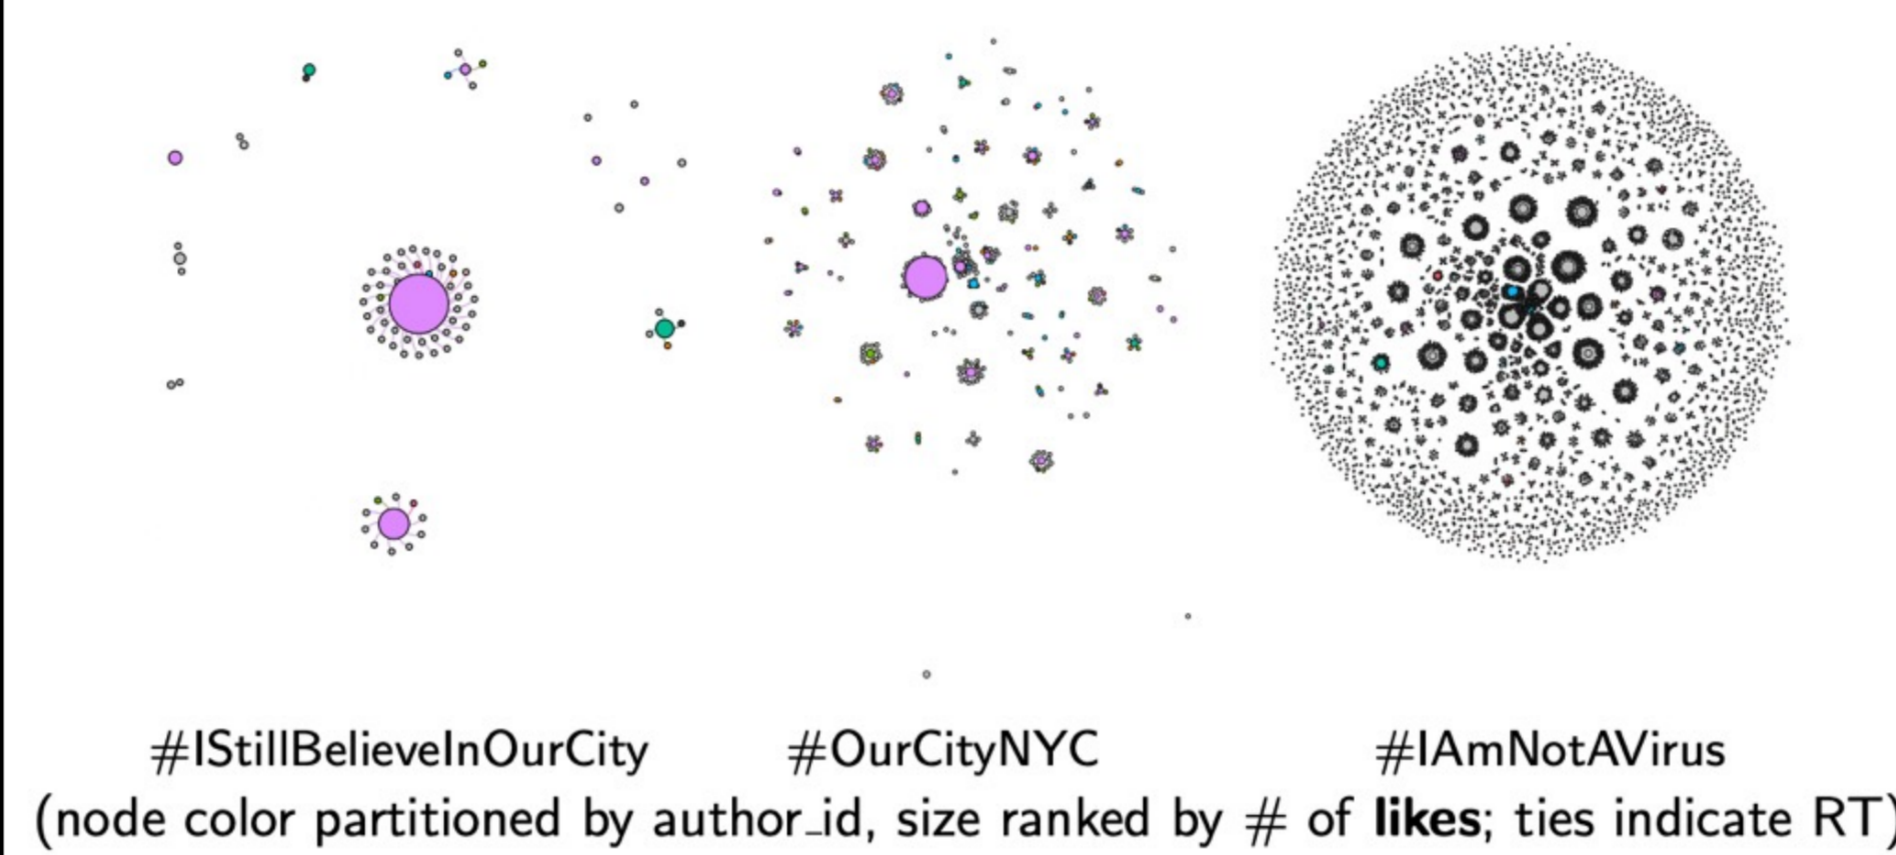 #IStillBelieveInOurCity #OurCityNYC #IAmNotAVirus
(node color partitioned by author_id, size ranked by # of likes; ties indicate RT)